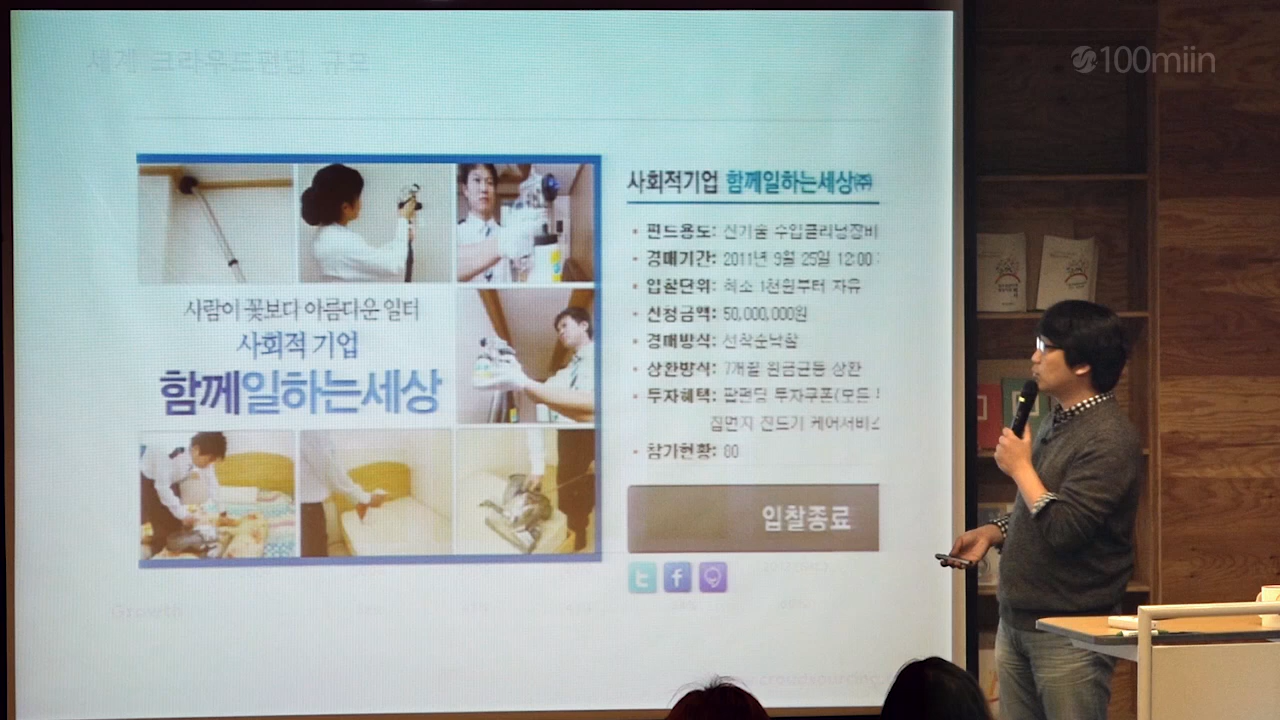 세계 크라우드펀딩 규모
100miin
사람이 꽃보다 아름다운 일터
사회적 기업
함께일하는세상
사회적기업 함께일하는세상㈜
펀드용도: 신기술 수입클리닝장비
경매기간: 2011년 9월 25일 12:00
입찰단위: 최소 1천원부터 자유
신청금액: 50,000,000원
경매방식: 선착순낙찰
상환방식: 7개월 원금균등 상환
투자혜택: 팝펀딩 투자쿠폰(모든
집먼지 진드기 케어서비스
참가현황: 80
입찰종료
Growth
crowdsourcing